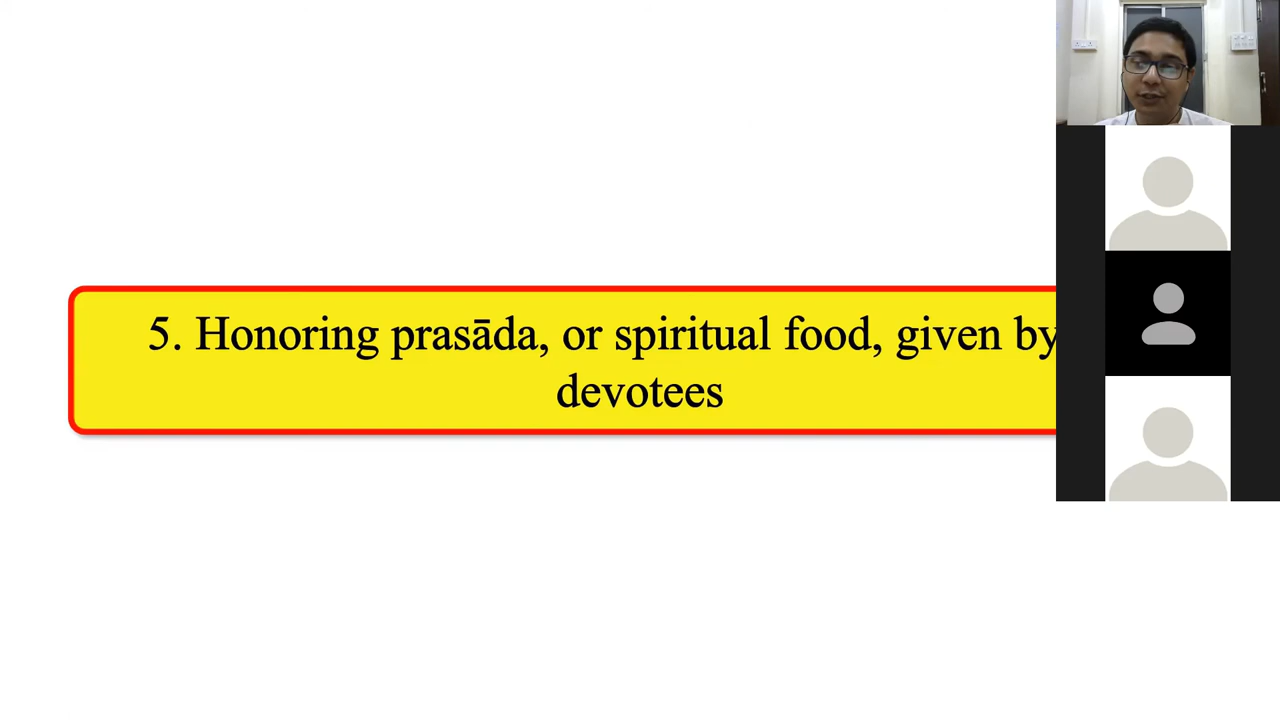 5. Honoring prasāda, or spiritual food, given by
devotees